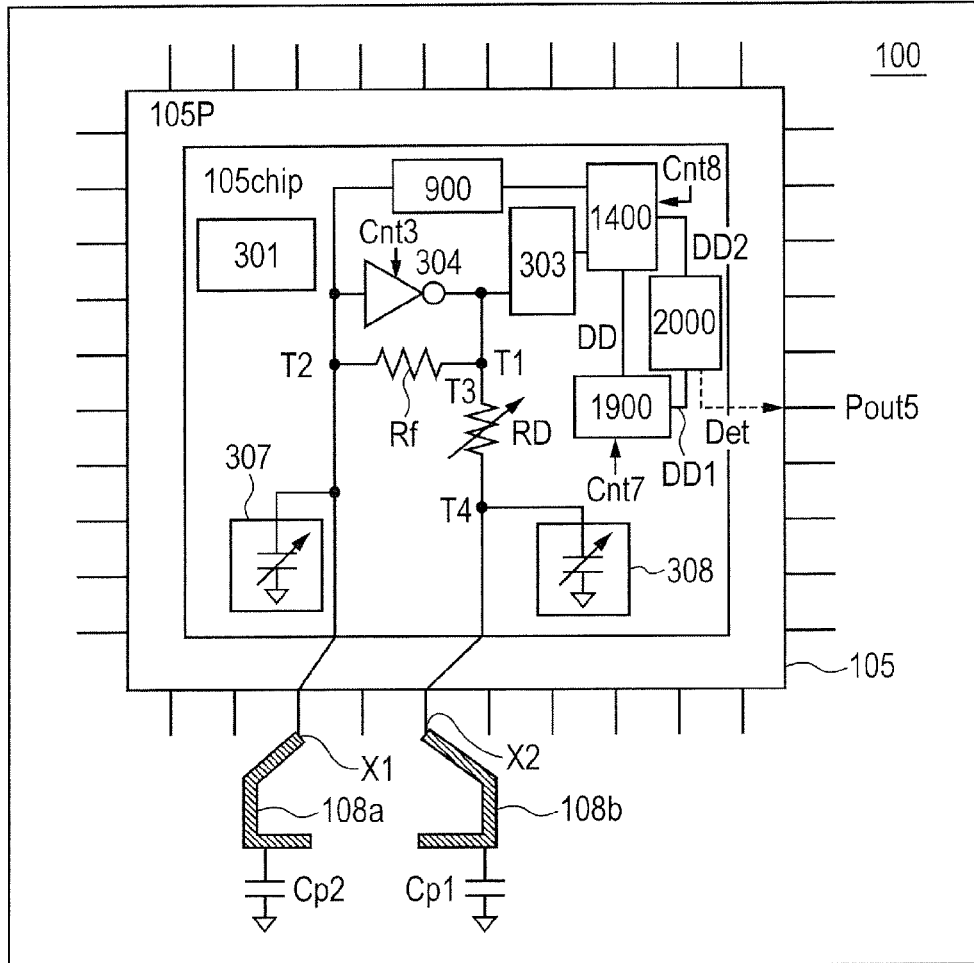 100
105P
105chip
900
1400
Cnt8
Cnt3
301
304
303
DD2
2000
DD
T2
T1
T3
Rf
RD
1900
Pout5
Det
DD1
Cnt7
307
T4
308
105
X1
X2
108a
108b
Cp2
Cp1